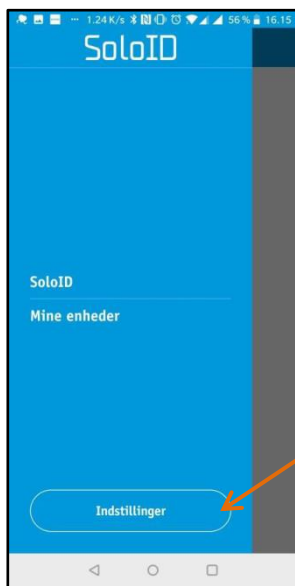 1.24 K/s 56 % 16.15
SoloID
SoloID
Mine enheder
Indstillinger